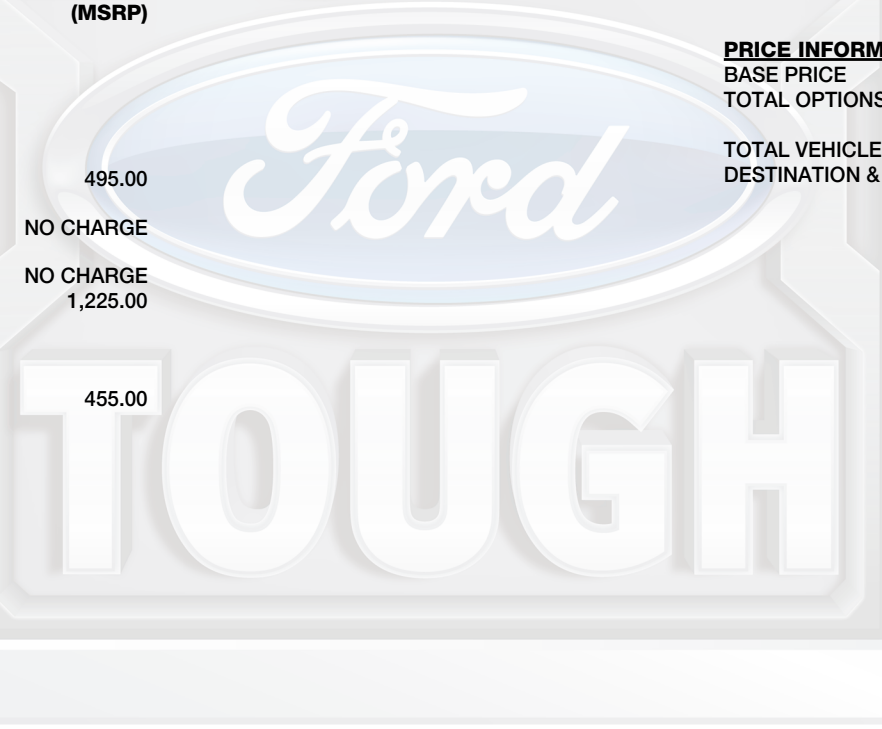 (MSRP)
495.00
NO CHARGE
NO CHARGE
1,225.00
455.00
PRICE INFORM
BASE PRICE
TOTAL OPTIONS
TOTAL VEHICLE
DESTINATION &
Ford
TOUGH